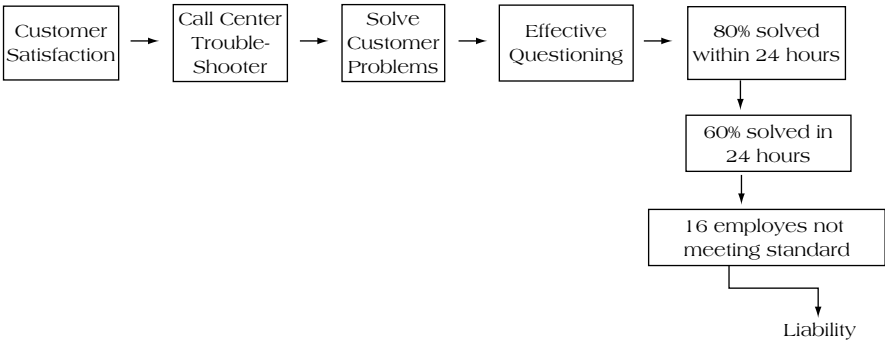 Customer
Satisfaction
Call Center
Trouble-
Shooter
Solve
Customer
Problems
Effective
Questioning
80% solved
within 24 hours
60% solved in
24 hours
16 employes not
meeting standard
Liability